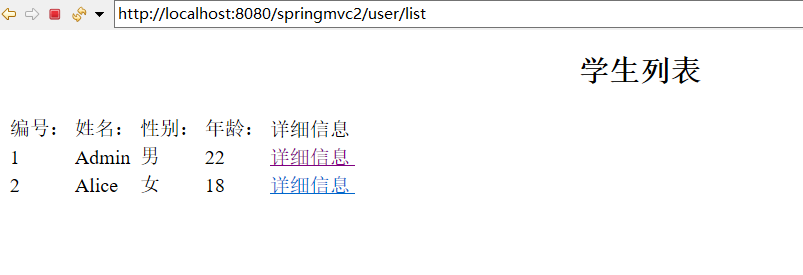 http://localhost:8080/springmvc2/user/list
学生列表
编号： 姓名： 性别： 年龄： 详细信息
1 Admin 男 22 详细信息
2 Alice 女 18 详细信息